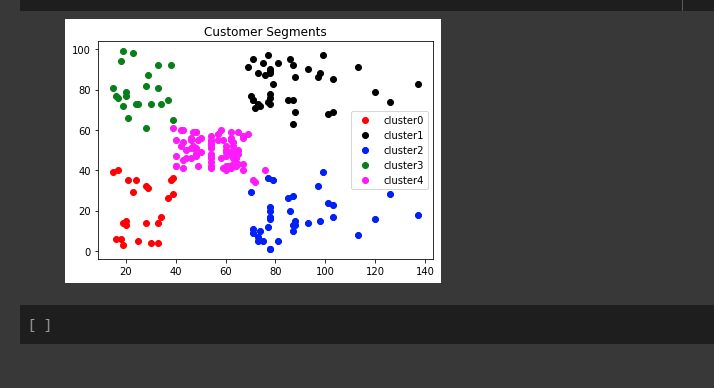 Customer Segments
100
80
60
40
20
0
cluster0
cluster1
cluster2
cluster3
cluster4
20 40 60 80 100 120 140
[ ]